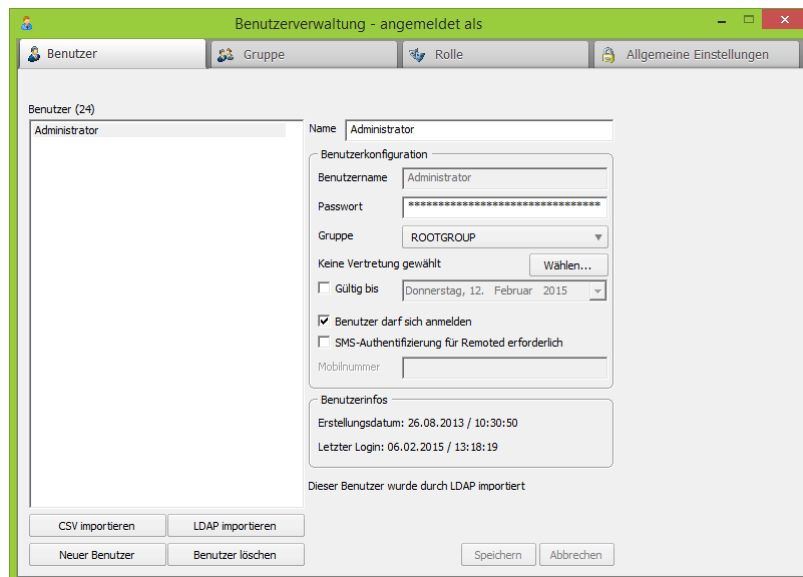 Benutzerverwaltung - angemeldet als
Benutzer
Gruppe
Rolle
Allgemeine Einstellungen
Benutzer (24)
Administrator
Name Administrator
Benutzerkonfiguration
Benutzername Administrator
Passwort ********************************
Gruppe ROOTGROUP
Keine Vertretung gewählt Wählen...
Gültig bis Donnerstag, 12. Februar 2015
Benutzer darf sich anmelden
SMS-Authentifizierung für Remoted erforderlich
Mobilnummer
Benutzerinfos
Erstellungsdatum: 26.08.2013 / 10:30:50
Letzter Login: 06.02.2015 / 13:18:19
Dieser Benutzer wurde durch LDAP importiert
CSV importieren LDAP importieren
Neuer Benutzer Benutzer löschen Speichern Abbrechen